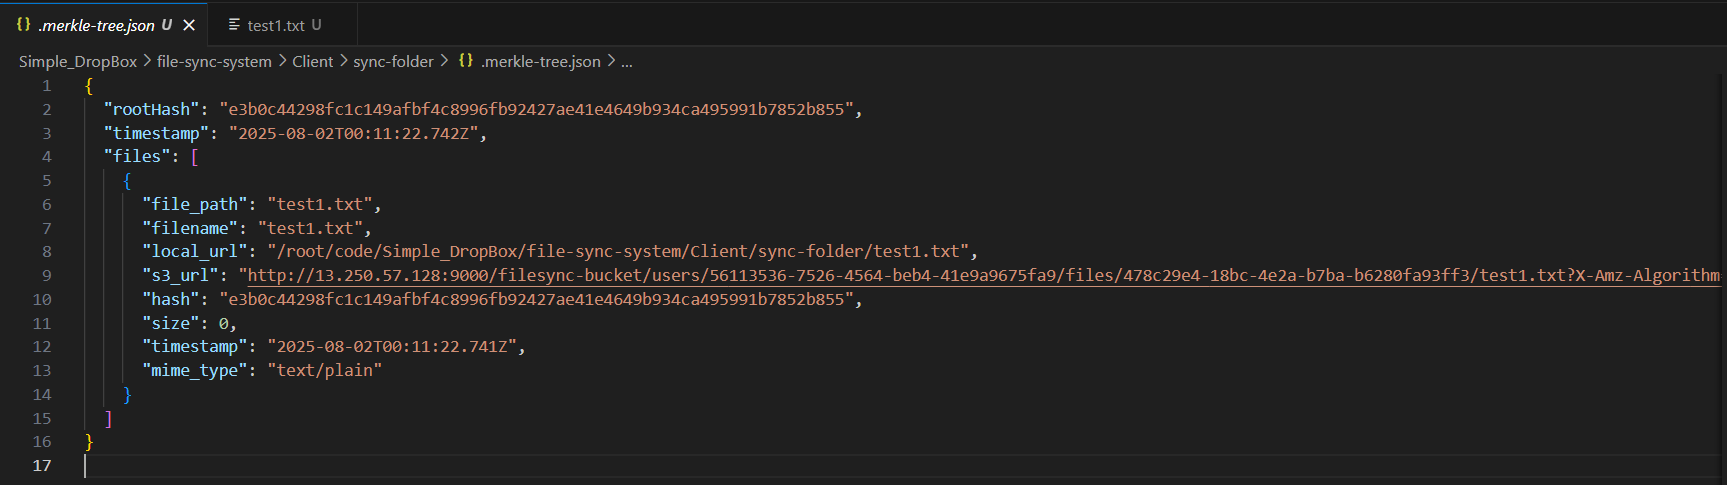 {} .merkle-tree.json U × test1.txt U
Simple_DropBox > file-sync-system > Client > sync-folder > {} .merkle-tree.json > ...
1 {
2 "rootHash": "e3b0c44298fc1c149afbf4c8996fb92427ae41e4649b934ca495991b7852b855",
3 "timestamp": "2025-08-02T00:11:22.742Z",
4 "files": [
5 {
6 "file_path": "test1.txt",
7 "filename": "test1.txt",
8 "local_url": "/root/code/Simple_DropBox/file-sync-system/Client/sync-folder/test1.txt",
9 "s3_url": "http://13.250.57.128:9000/filesync-bucket/users/56113536-7526-4564-beb4-41e9a9675fa9/files/478c29e4-18bc-4e2a-b7ba-b6280fa93ff3/test1.txt?X-Amz-Algorithm
10 "hash": "e3b0c44298fc1c149afbf4c8996fb92427ae41e4649b934ca495991b7852b855",
11 "size": 0,
12 "timestamp": "2025-08-02T00:11:22.741Z",
13 "mime_type": "text/plain"
14 }
15 ]
16 }
17